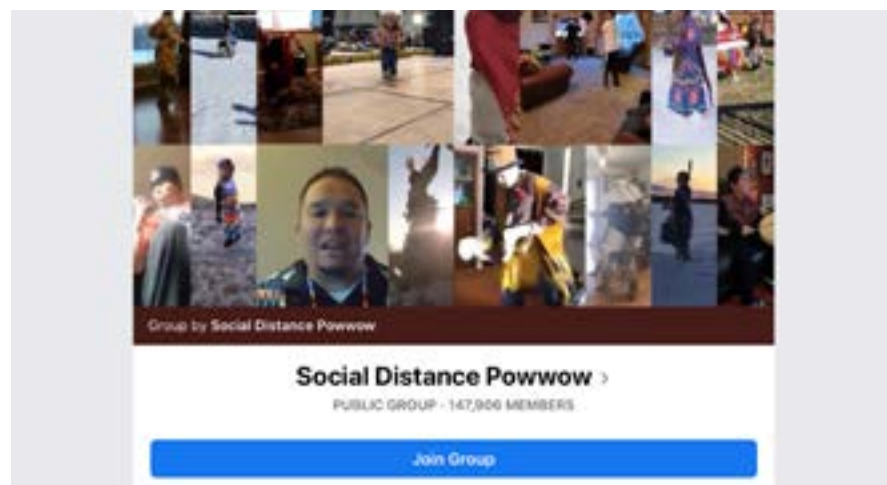 Group by Social Distance Powwow
Social Distance Powwow >
PUBLIC GROUP · 147,906 MEMBERS
Join Group